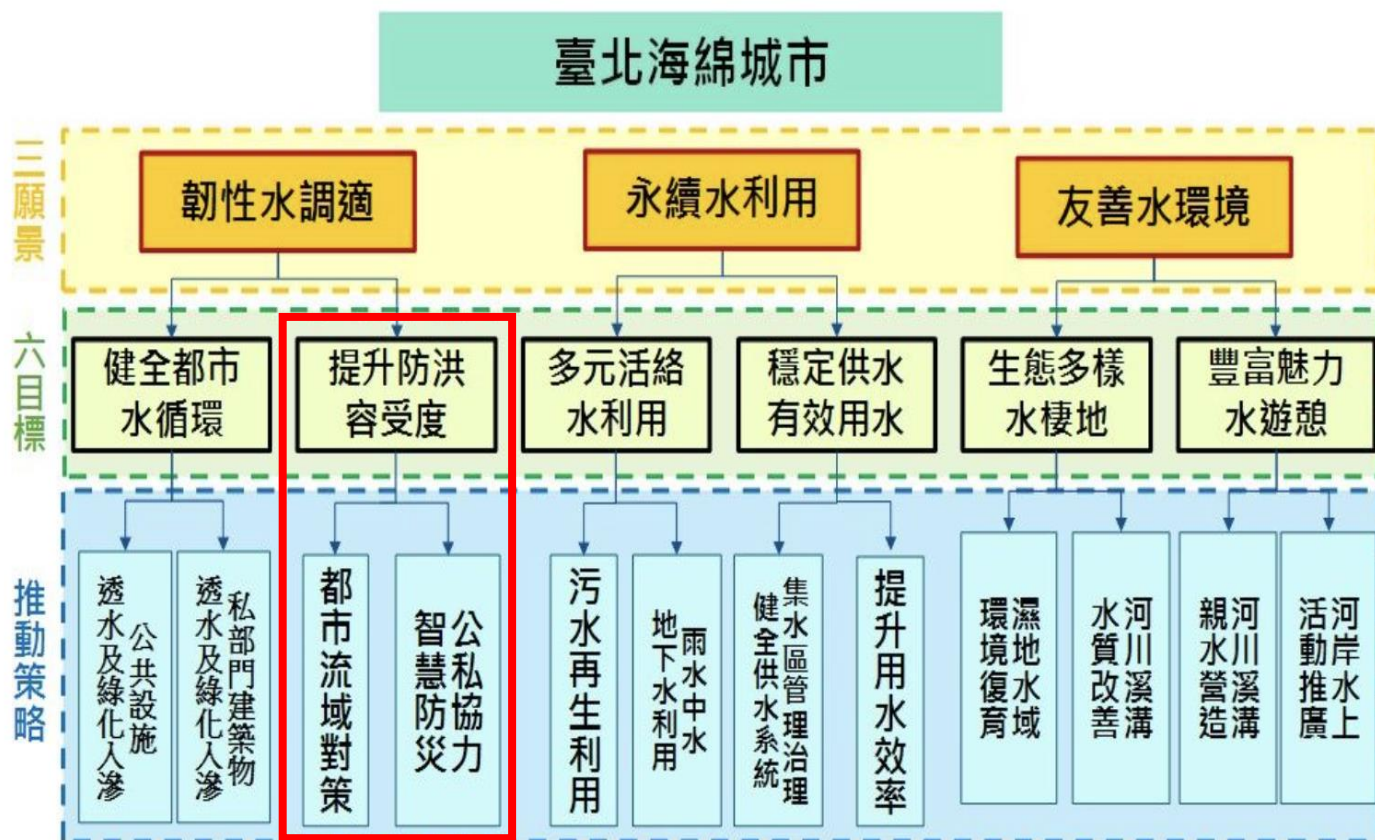 臺北海綿城市
三願景
韌性水調適
永續水利用
友善水環境
六目標
健全都市
水循環
提升防洪
容受度
多元活絡
水利用
穩定供水
有效用水
生態多樣
水棲地
豐富魅力
水遊憩
推動策略
公共設施
透水及綠化入滲
私部門建築物
透水及綠化入滲
都市流域對策
公私協力
智慧防災
污水再生利用
雨水中水
地下水利用
集水區管理治理
健全供水系統
提升用水效率
濕地水域
環境復育
河川溪溝
水質改善
河川溪溝
親水營造
河岸水上
活動推廣